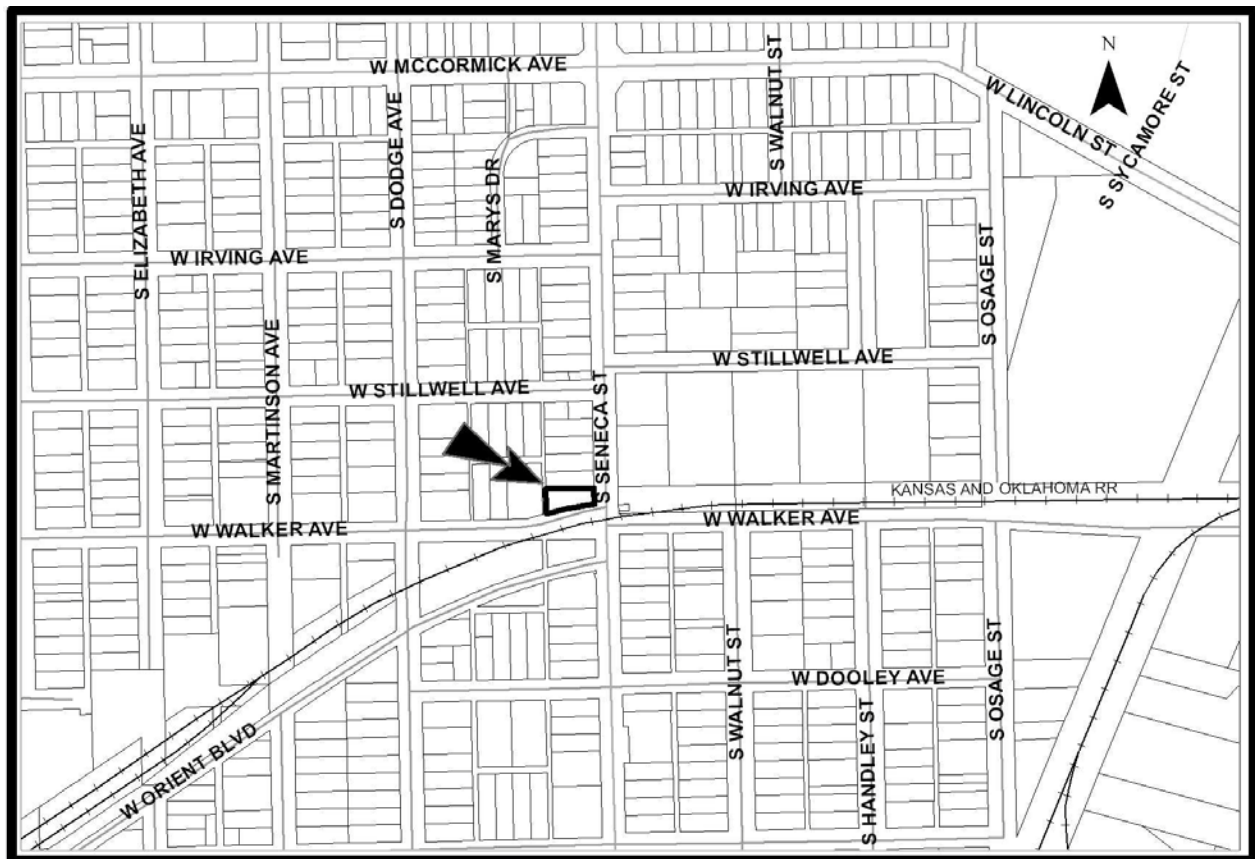 W MCCORMICK AVE
N
S WALNUT ST
W LINCOLN ST
S SYCAMORE ST
S ELIZABETH AVE
S DODGE AVE
S MARYS DR
W IRVING AVE
W IRVING AVE
S OSAGE ST
S MARTINSON AVE
W STILLWELL AVE
W STILLWELL AVE
S SENECA ST
KANSAS AND OKLAHOMA RR
W WALKER AVE
W WALKER AVE
S WALNUT ST
W DOOLEY AVE
S OSAGE ST
S HANDLEY ST
W ORIENT BLVD